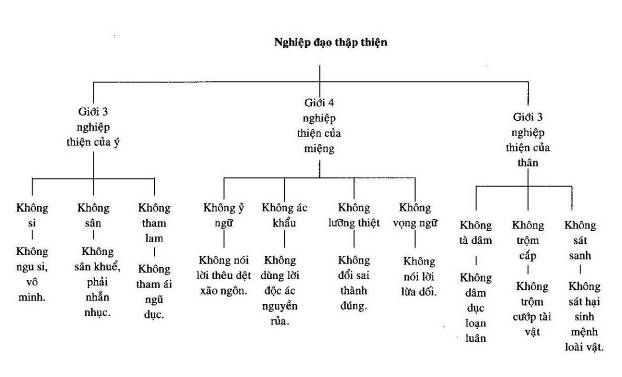 Nghiệp đạo thập thiện
Giới 3
nghiệp
thiện của ý
Giới 4
nghiệp
thiện của
miệng
Giới 3
nghiệp
thiện của
thân
Không
si
Không
sân
Không
tham
lam
Không ỷ
ngữ
Không ác
khẩu
Không
lưỡng thiệt
Không
vọng ngữ
Không
tà dâm
Không
trộm
cấp
Không
sát
sanh
Không
ngu si,
vô
minh.
Không
sân khuể,
phải
nhẫn
nhục.
Không
tham ái
ngũ
dục.
Không nói
lời thêu dệt
xão ngôn.
Không
dùng lời
độc ác
nguyền
rủa.
Không
đổi sai
thành
đúng.
Không
nói lời
lừa dối.
Không
dâm
dục
loạn
luân
Không
trộm
cướp tài
vật
Không
sát hại
sinh
mệnh
loài vật.